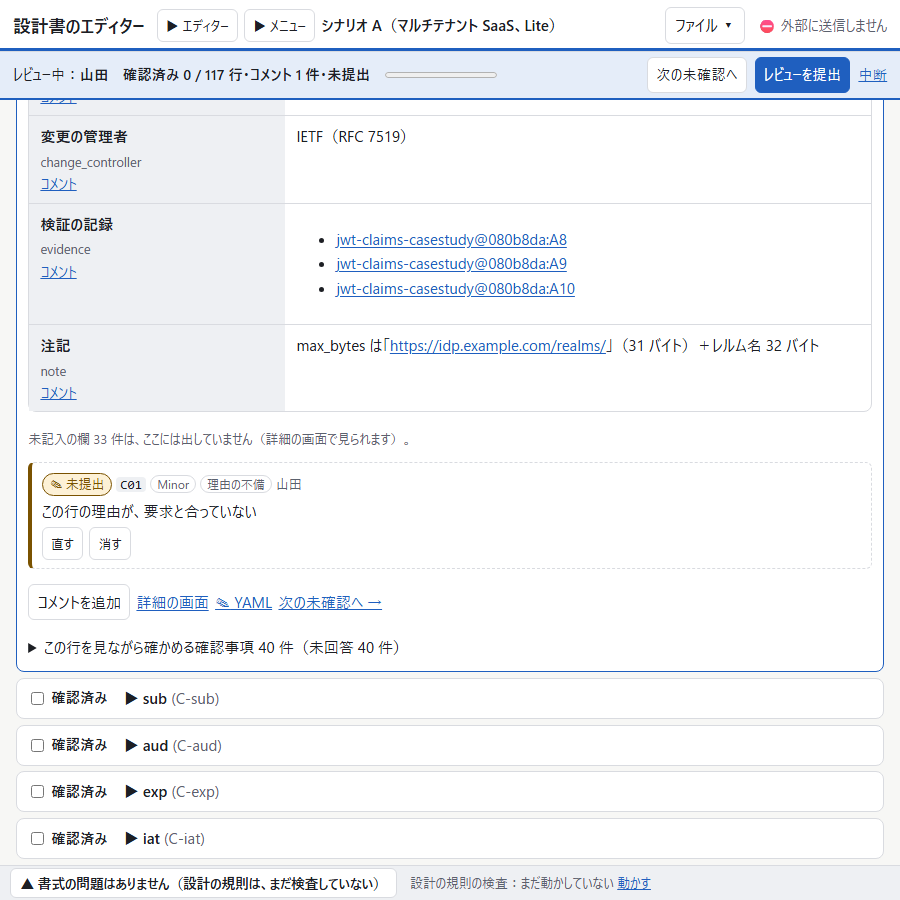 設計書のエディター ▶ エディター ▶ メニュー シナリオ A（マルチテナント SaaS、Lite） ファイル ▼ 外部に送信しません
レビュー中：山田 確認済み 0 / 117 行・コメント 1 件・未提出 次の未確認へ レビューを提出 中断
コメント
変更の管理者 IETF（RFC 7519）
change_controller
コメント
検証の記録
evidence
コメント
• jwt-claims-casestudy@080b8da:A8
• jwt-claims-casestudy@080b8da:A9
• jwt-claims-casestudy@080b8da:A10
注記 max_bytes は「https://idp.example.com/realms/」（31 バイト）＋レルム名 32 バイト
note
コメント
未記入の欄 33 件は、ここには出していません（詳細の画面で見られます）。
✎ 未提出 C01 Minor 理由の不備 山田
この行の理由が、要求と合っていない
直す 消す
コメントを追加 詳細の画面 ✎ YAML 次の未確認へ →
▶ この行を見ながら確かめる確認事項 40 件（未回答 40 件）
確認済み ▶ sub (C-sub)
確認済み ▶ aud (C-aud)
確認済み ▶ exp (C-exp)
確認済み ▶ iat (C-iat)
▲ 書式の問題はありません（設計の規則は、まだ検査していない） 設計の規則の検査：まだ動かしていない 動かす